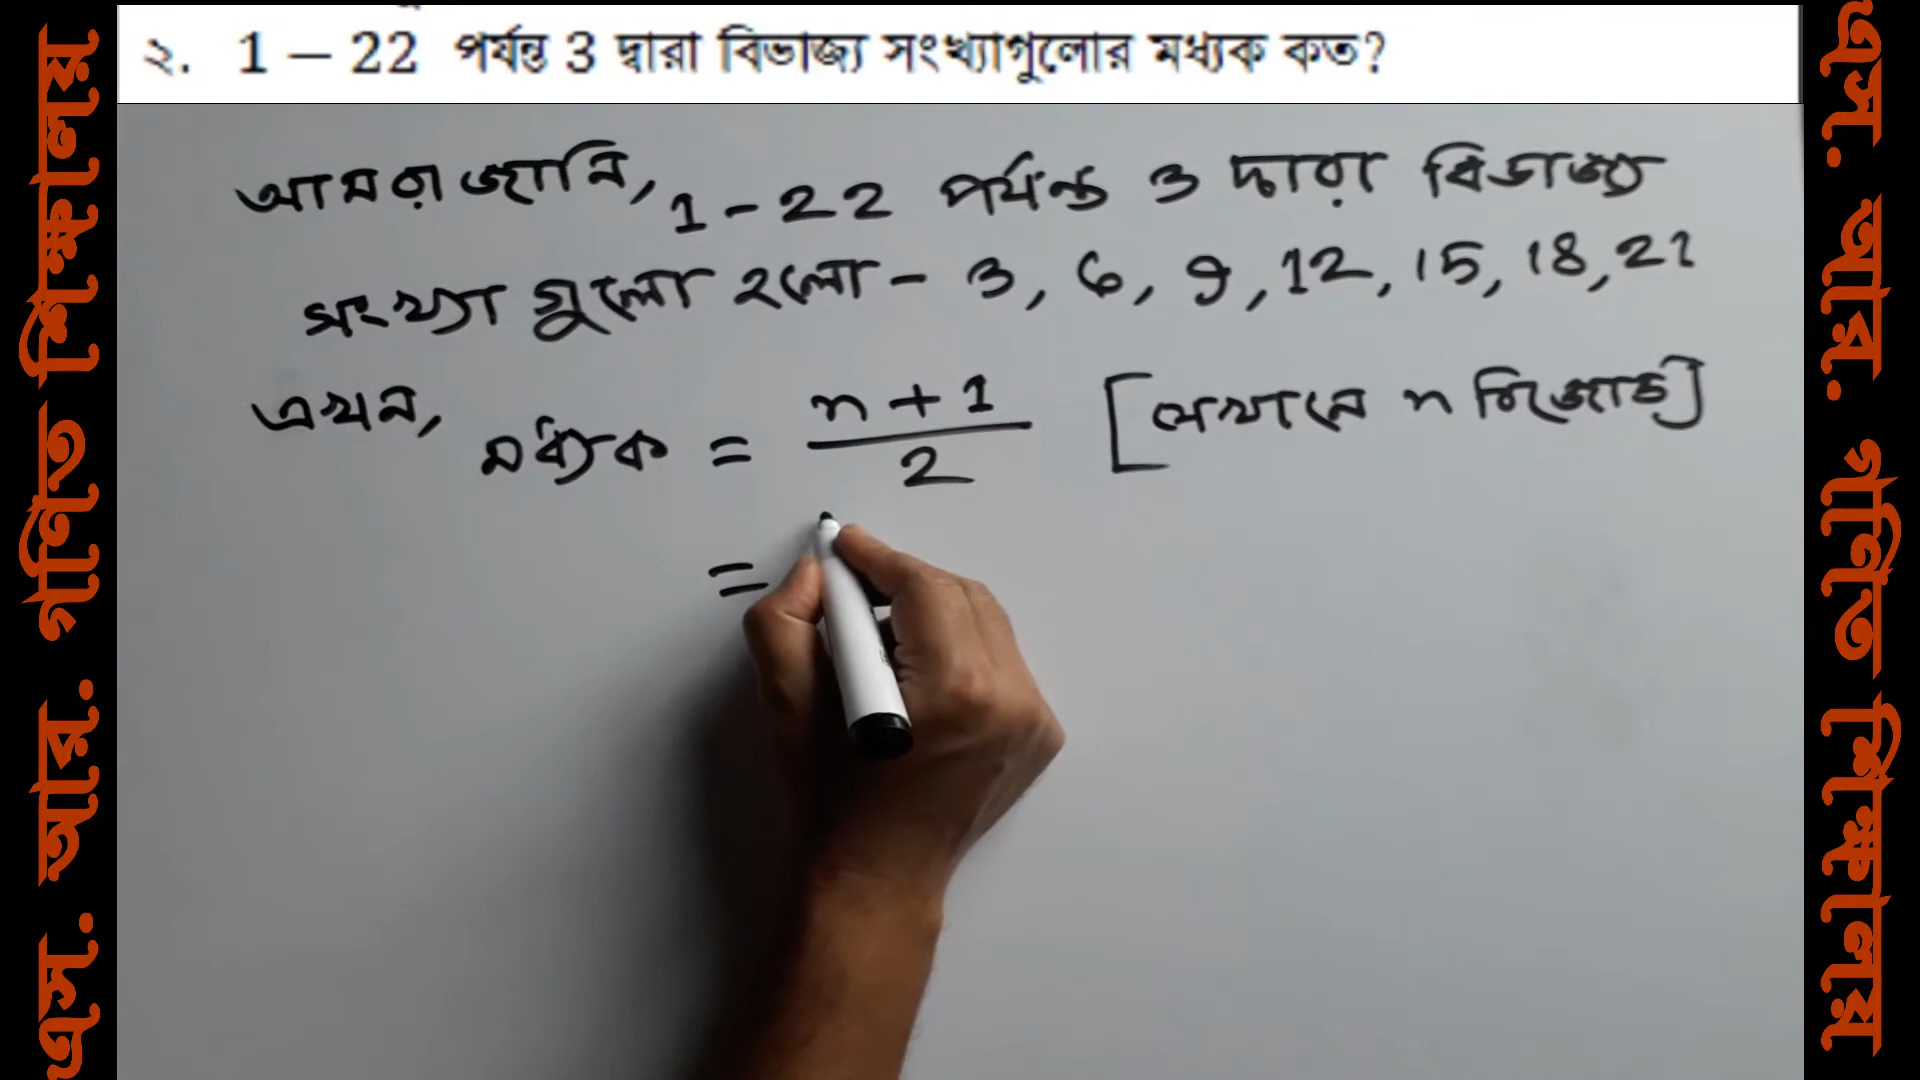 ২. 1 – 22 পর্যন্ত 3 দ্বারা বিভাজ্য সংখ্যাগুলোর মধ্যক কত?
আমরা জানি, 1 - 22 পর্যন্ত 3 দ্বারা বিভাজ্য
সংখ্যা গুলো হলো - 3, 6, 9, 12, 15, 18, 21
এখন, মধ্যক = n + 1 / 2 [যেখানে n বিজোড়]
=
এস. আর. গণিত শিক্ষালয়
এস. আর. গণিত শিক্ষালয়